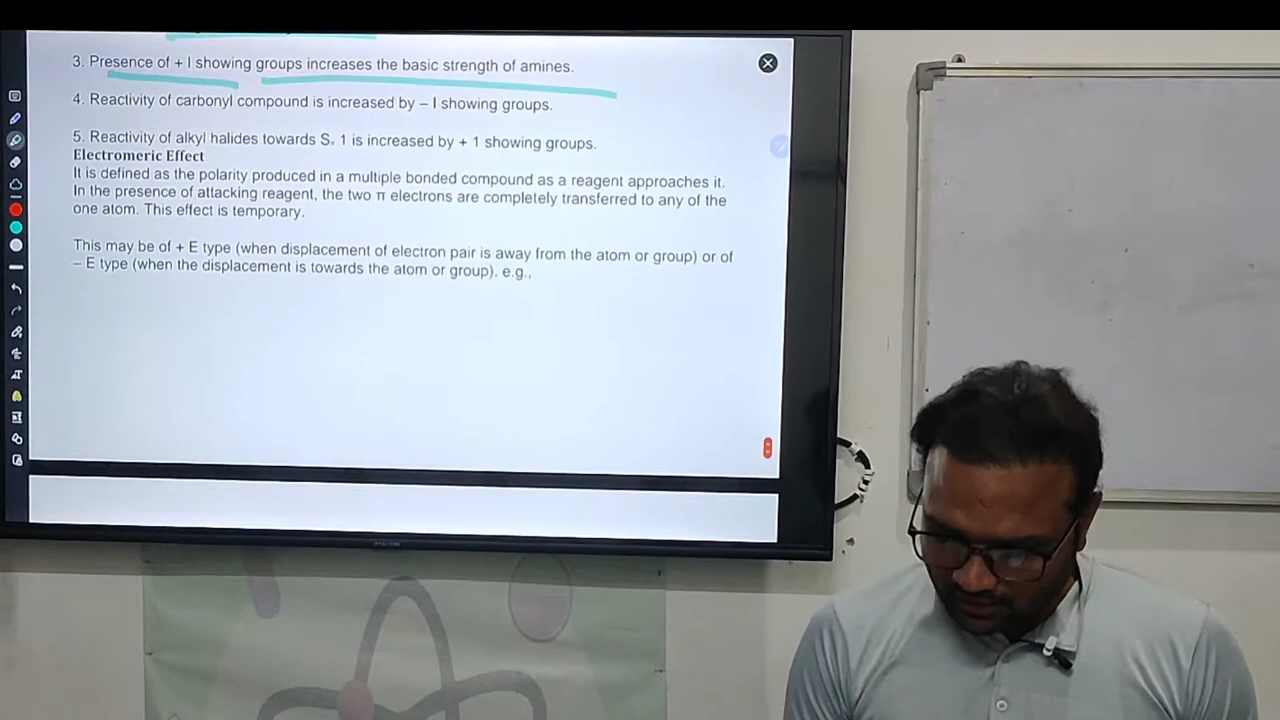 3. Presence of + I showing groups increases the basic strength of amines.
4. Reactivity of carbonyl compound is increased by – I showing groups.
5. Reactivity of alkyl halides towards Sₙ 1 is increased by + 1 showing groups.
Electromeric Effect
It is defined as the polarity produced in a multiple bonded compound as a reagent approaches it.
In the presence of attacking reagent, the two π electrons are completely transferred to any of the
one atom. This effect is temporary.
This may be of + E type (when displacement of electron pair is away from the atom or group) or of
– E type (when the displacement is towards the atom or group). e.g.,